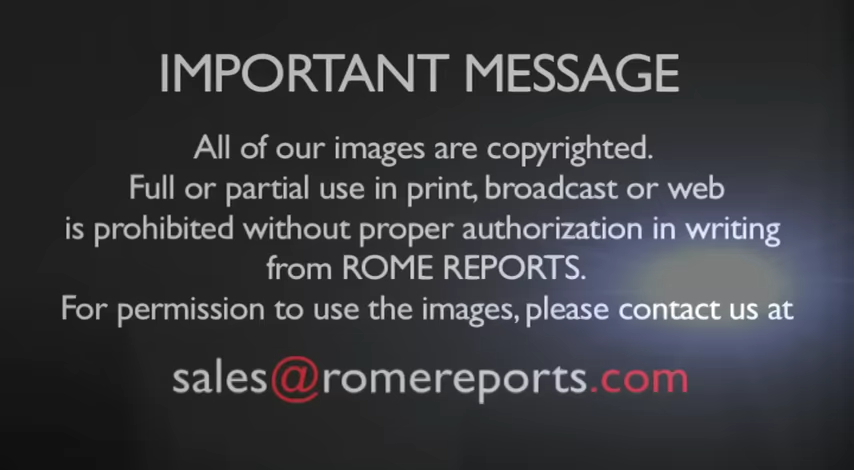 IMPORTANT MESSAGE
All of our images are copyrighted.
Full or partial use in print, broadcast or web
is prohibited without proper authorization in writing
from ROME REPORTS.
For permission to use the images, please contact us at
sales@romereports.com